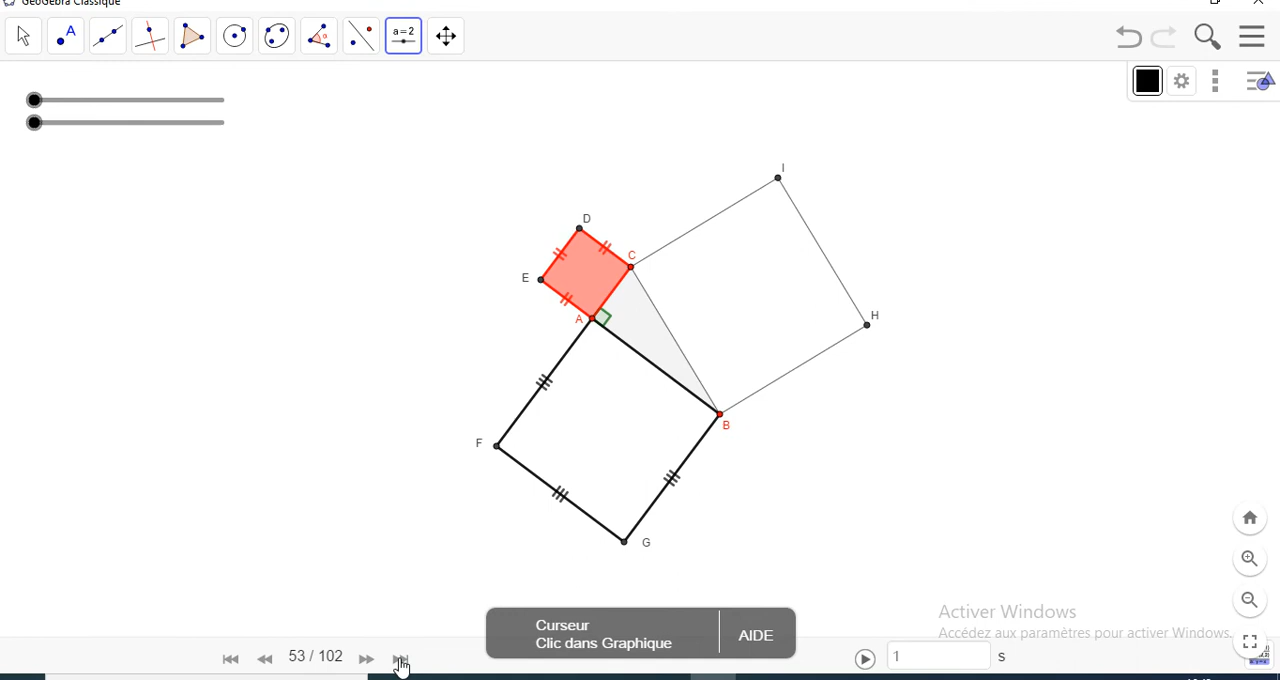 GeoGebra Classique
A
α
a=2
I
D
C
E
A
H
B
F
G
Curseur
Clic dans Graphique
AIDE
Activer Windows
Accédez aux paramètres pour activer Windows.
53 / 102
1
s